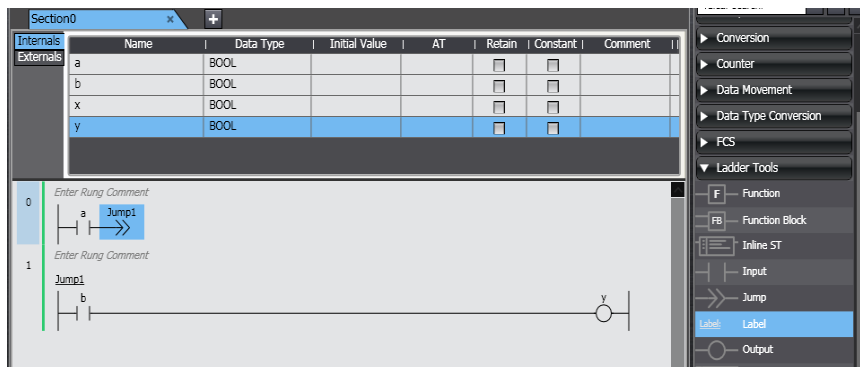 Section0 × +
Internals
Externals
Name Data Type Initial Value AT Retain Constant Comment
a BOOL
b BOOL
x BOOL
y BOOL
0
Enter Rung Comment
a Jump1
1
Enter Rung Comment
Jump1
b y
Conversion
Counter
Data Movement
Data Type Conversion
FCS
Ladder Tools
F Function
FB Function Block
Inline ST
Input
Jump
Label: Label
Output